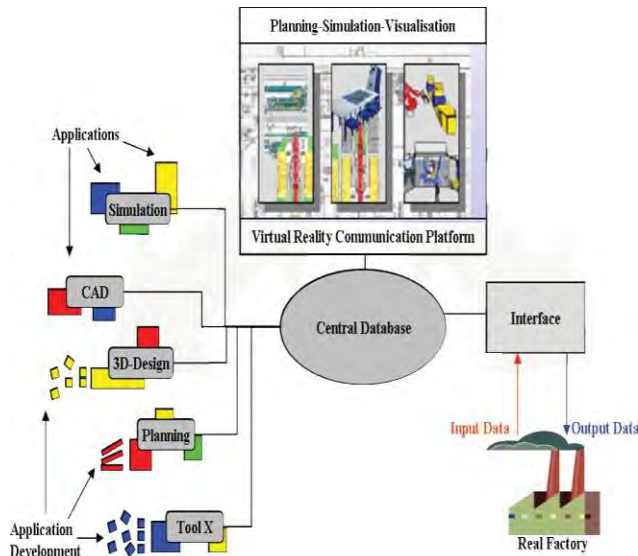 Planning-Simulation-Visualisation
Virtual Reality Communication Platform
Applications
Simulation
CAD
3D-Design
Planning
Tool X
Application
Development
Central Database
Interface
Input Data
Output Data
Real Factory